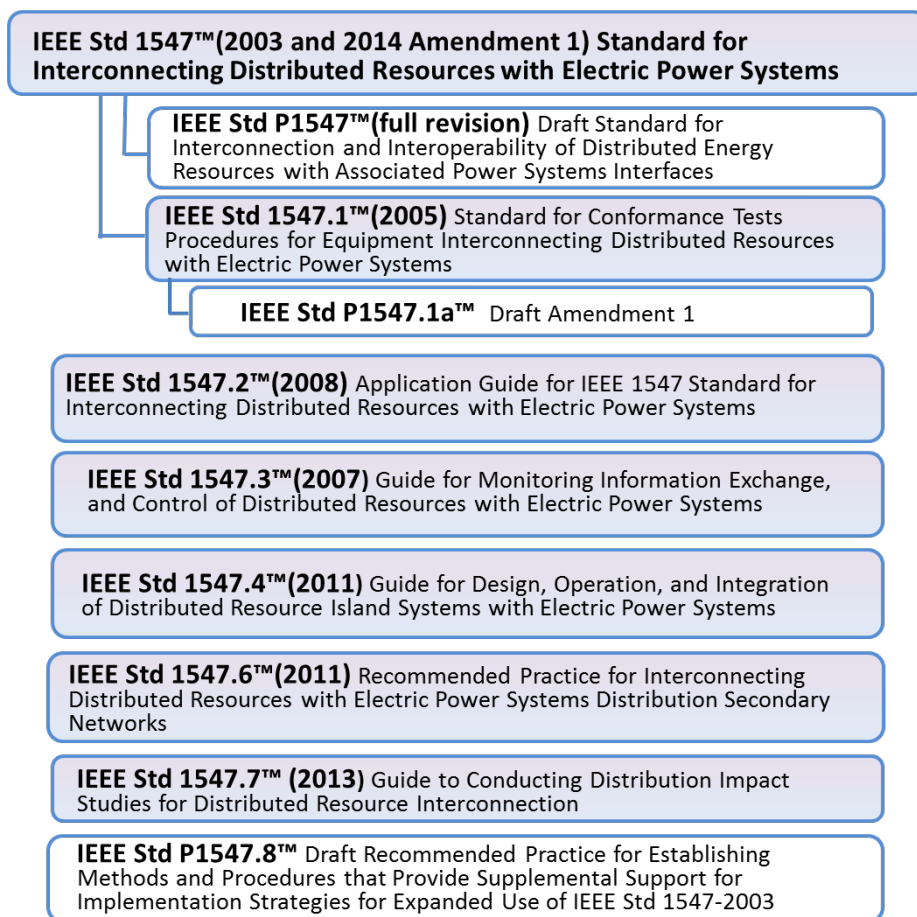 IEEE Std 1547™(2003 and 2014 Amendment 1) Standard for
Interconnecting Distributed Resources with Electric Power Systems
IEEE Std P1547™(full revision) Draft Standard for
Interconnection and Interoperability of Distributed Energy
Resources with Associated Power Systems Interfaces
IEEE Std 1547.1™(2005) Standard for Conformance Tests
Procedures for Equipment Interconnecting Distributed Resources
with Electric Power Systems
IEEE Std P1547.1a™ Draft Amendment 1
IEEE Std 1547.2™(2008) Application Guide for IEEE 1547 Standard for
Interconnecting Distributed Resources with Electric Power Systems
IEEE Std 1547.3™(2007) Guide for Monitoring Information Exchange,
and Control of Distributed Resources with Electric Power Systems
IEEE Std 1547.4™(2011) Guide for Design, Operation, and Integration
of Distributed Resource Island Systems with Electric Power Systems
IEEE Std 1547.6™(2011) Recommended Practice for Interconnecting
Distributed Resources with Electric Power Systems Distribution Secondary
Networks
IEEE Std 1547.7™ (2013) Guide to Conducting Distribution Impact
Studies for Distributed Resource Interconnection
IEEE Std P1547.8™ Draft Recommended Practice for Establishing
Methods and Procedures that Provide Supplemental Support for
Implementation Strategies for Expanded Use of IEEE Std 1547-2003